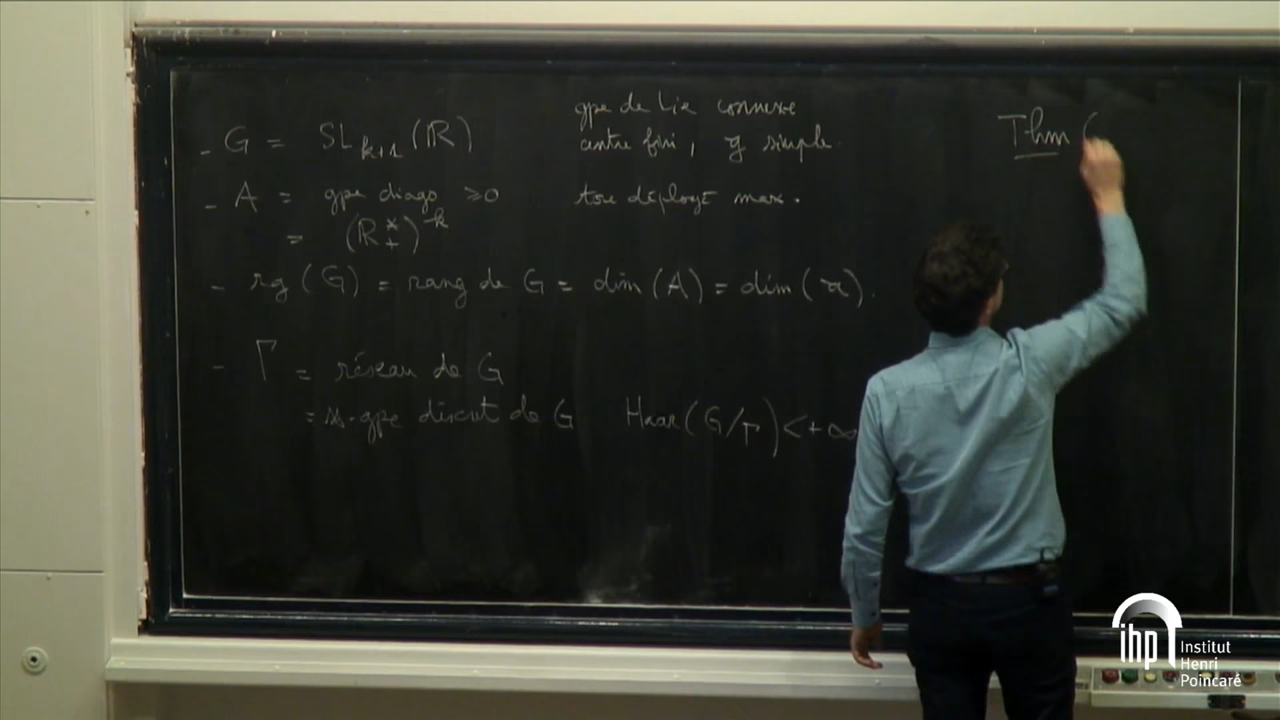 - G = SL_{k+1}(ℝ) gpe de Lie connexe
centre fini, 𝔤 simple.
- A = gpe diago ≥0 tore déployé max.
= (ℝ^*_+)^k
- rg(G) = rang de G = dim(A) = dim(𝔞).
- Γ = réseau de G
= ss-gpe discret de G Haar(G/Γ) < +∞
Thm (
ihp Institut
Henri
Poincaré